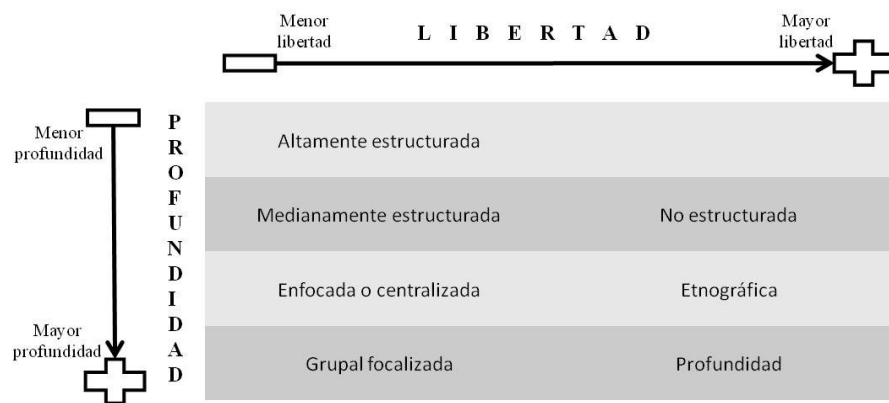 Menor
libertad
L I B E R T A D
Mayor
libertad
Menor
profundidad
PROFUNDIDAD
Mayor
profundidad
Altamente estructurada
Medianamente estructurada
No estructurada
Enfocada o centralizada
Etnográfica
Grupal focalizada
Profundidad